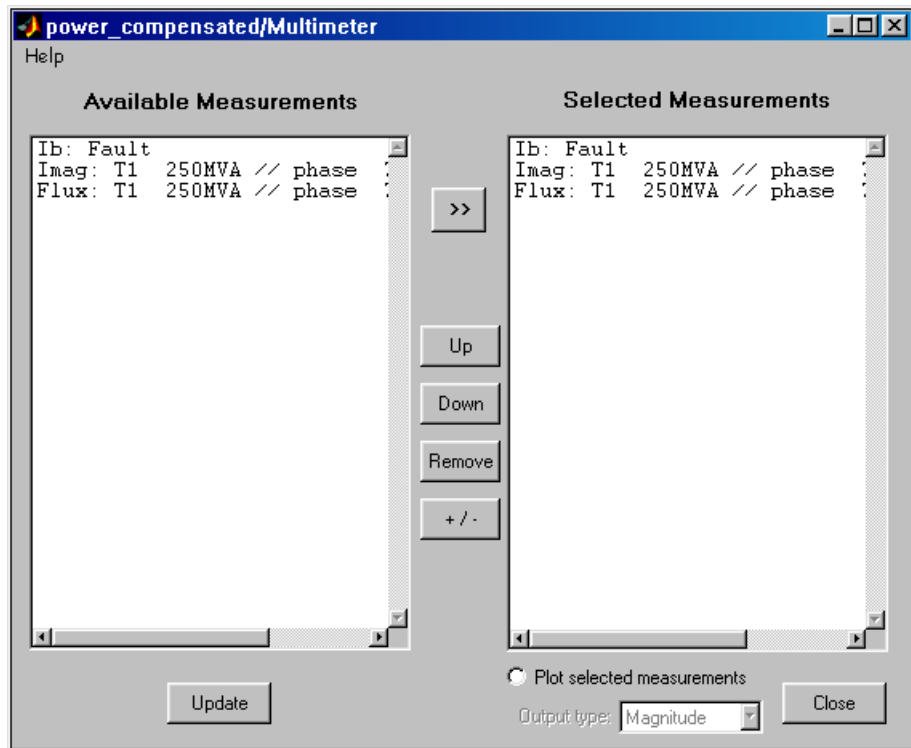 power_compensated/Multimeter
Help
Available Measurements
Selected Measurements
Ib: Fault
Imag: T1 250MVA // phase
Flux: T1 250MVA // phase
>>
Up
Down
Remove
+ / -
Ib: Fault
Imag: T1 250MVA // phase
Flux: T1 250MVA // phase
Update
Plot selected measurements
Output type: Magnitude
Close